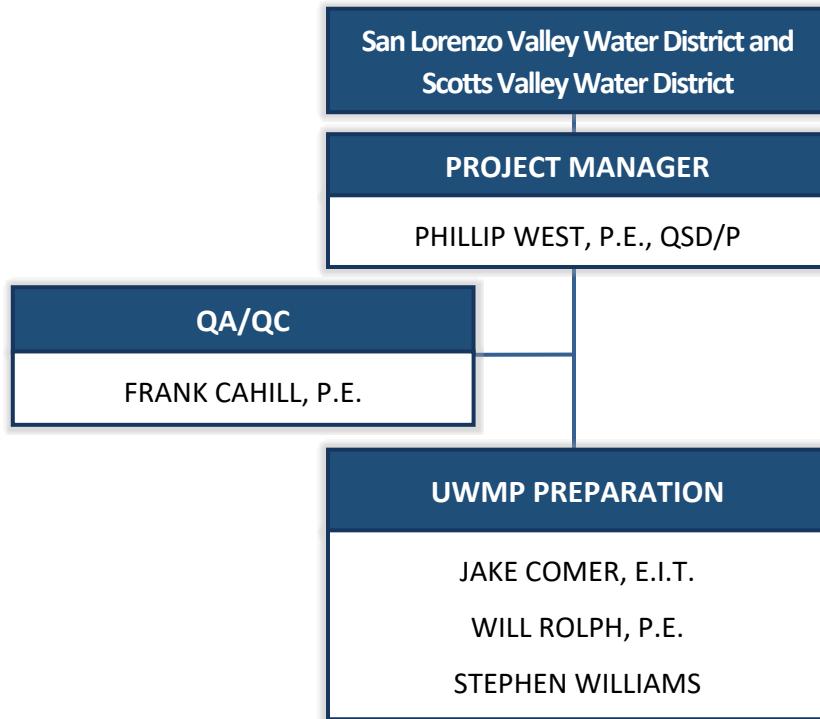 San Lorenzo Valley Water District and
Scotts Valley Water District
PROJECT MANAGER
PHILLIP WEST, P.E., QSD/P
QA/QC
FRANK CAHILL, P.E.
UWMP PREPARATION
JAKE COMER, E.I.T.
WILL ROLPH, P.E.
STEPHEN WILLIAMS